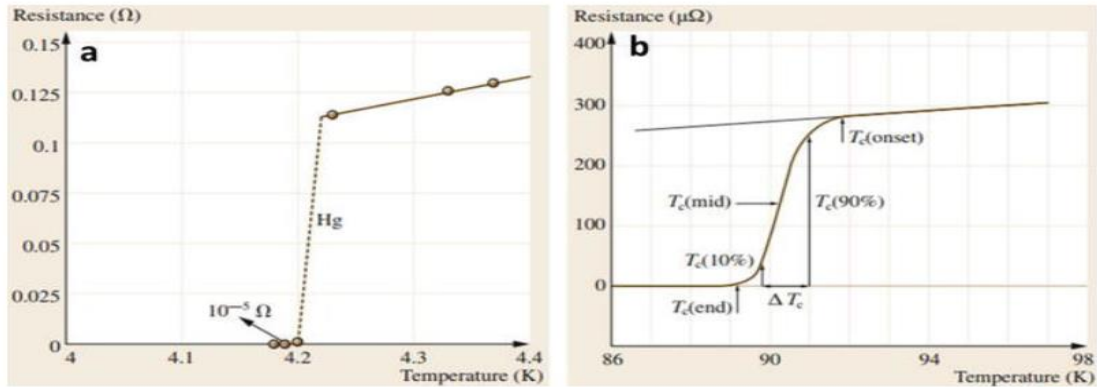 Resistance (Ω)
a
0.15
0.125
0.1
0.075
0.05
0.025
0
Hg
10⁻⁵ Ω
4
4.1
4.2
4.3
4.4
Temperature (K)
Resistance (μΩ)
b
400
300
200
100
0
Tc(onset)
Tc(mid)
Tc(90%)
Tc(10%)
Tc(end)
Δ Tc
86
90
94
98
Temperature (K)